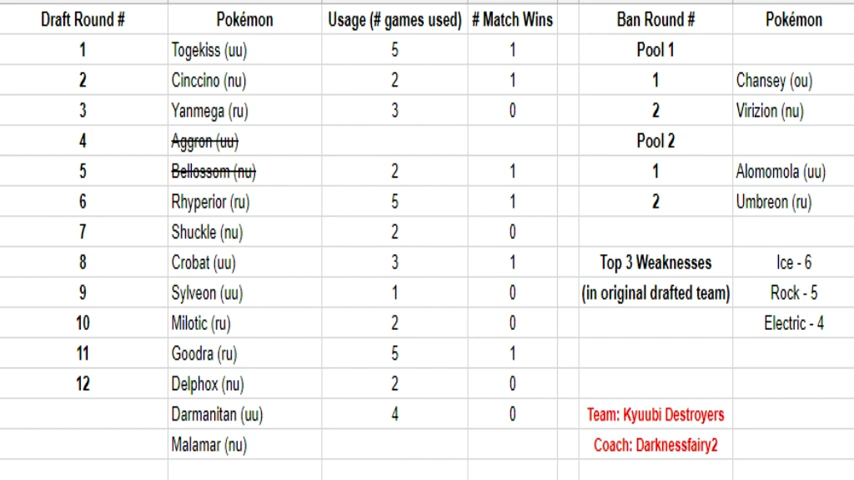 Draft Round # Pokémon Usage (# games used) # Match Wins Ban Round # Pokémon
1 Togekiss (uu) 5 1 Pool 1
2 Cinccino (nu) 2 1 1 Chansey (ou)
3 Yanmega (ru) 3 0 2 Virizion (nu)
4 Aggron (uu) Pool 2
5 Bellossom (nu) 2 1 1 Alomomola (uu)
6 Rhyperior (ru) 5 1 2 Umbreon (ru)
7 Shuckle (nu) 2 0
8 Crobat (uu) 3 1 Top 3 Weaknesses Ice - 6
9 Sylveon (uu) 1 0 (in original drafted team) Rock - 5
10 Milotic (ru) 2 0 Electric - 4
11 Goodra (ru) 5 1
12 Delphox (nu) 2 0
Darmanitan (uu) 4 0 Team: Kyuubi Destroyers
Malamar (nu) Coach: Darknessfairy2